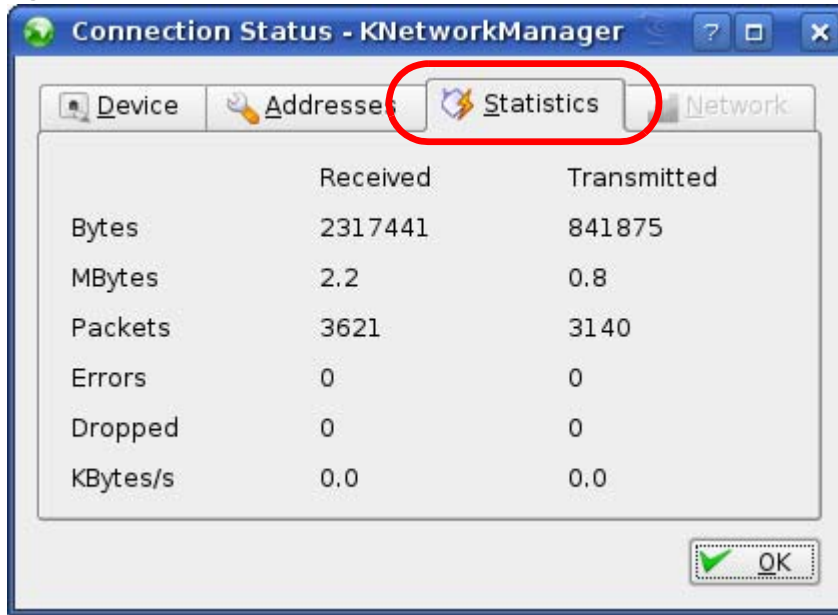 Connection Status - KNetworkManager
Device Addresses Statistics Network
Received Transmitted
Bytes 2317441 841875
MBytes 2.2 0.8
Packets 3621 3140
Errors 0 0
Dropped 0 0
KBytes/s 0.0 0.0
OK